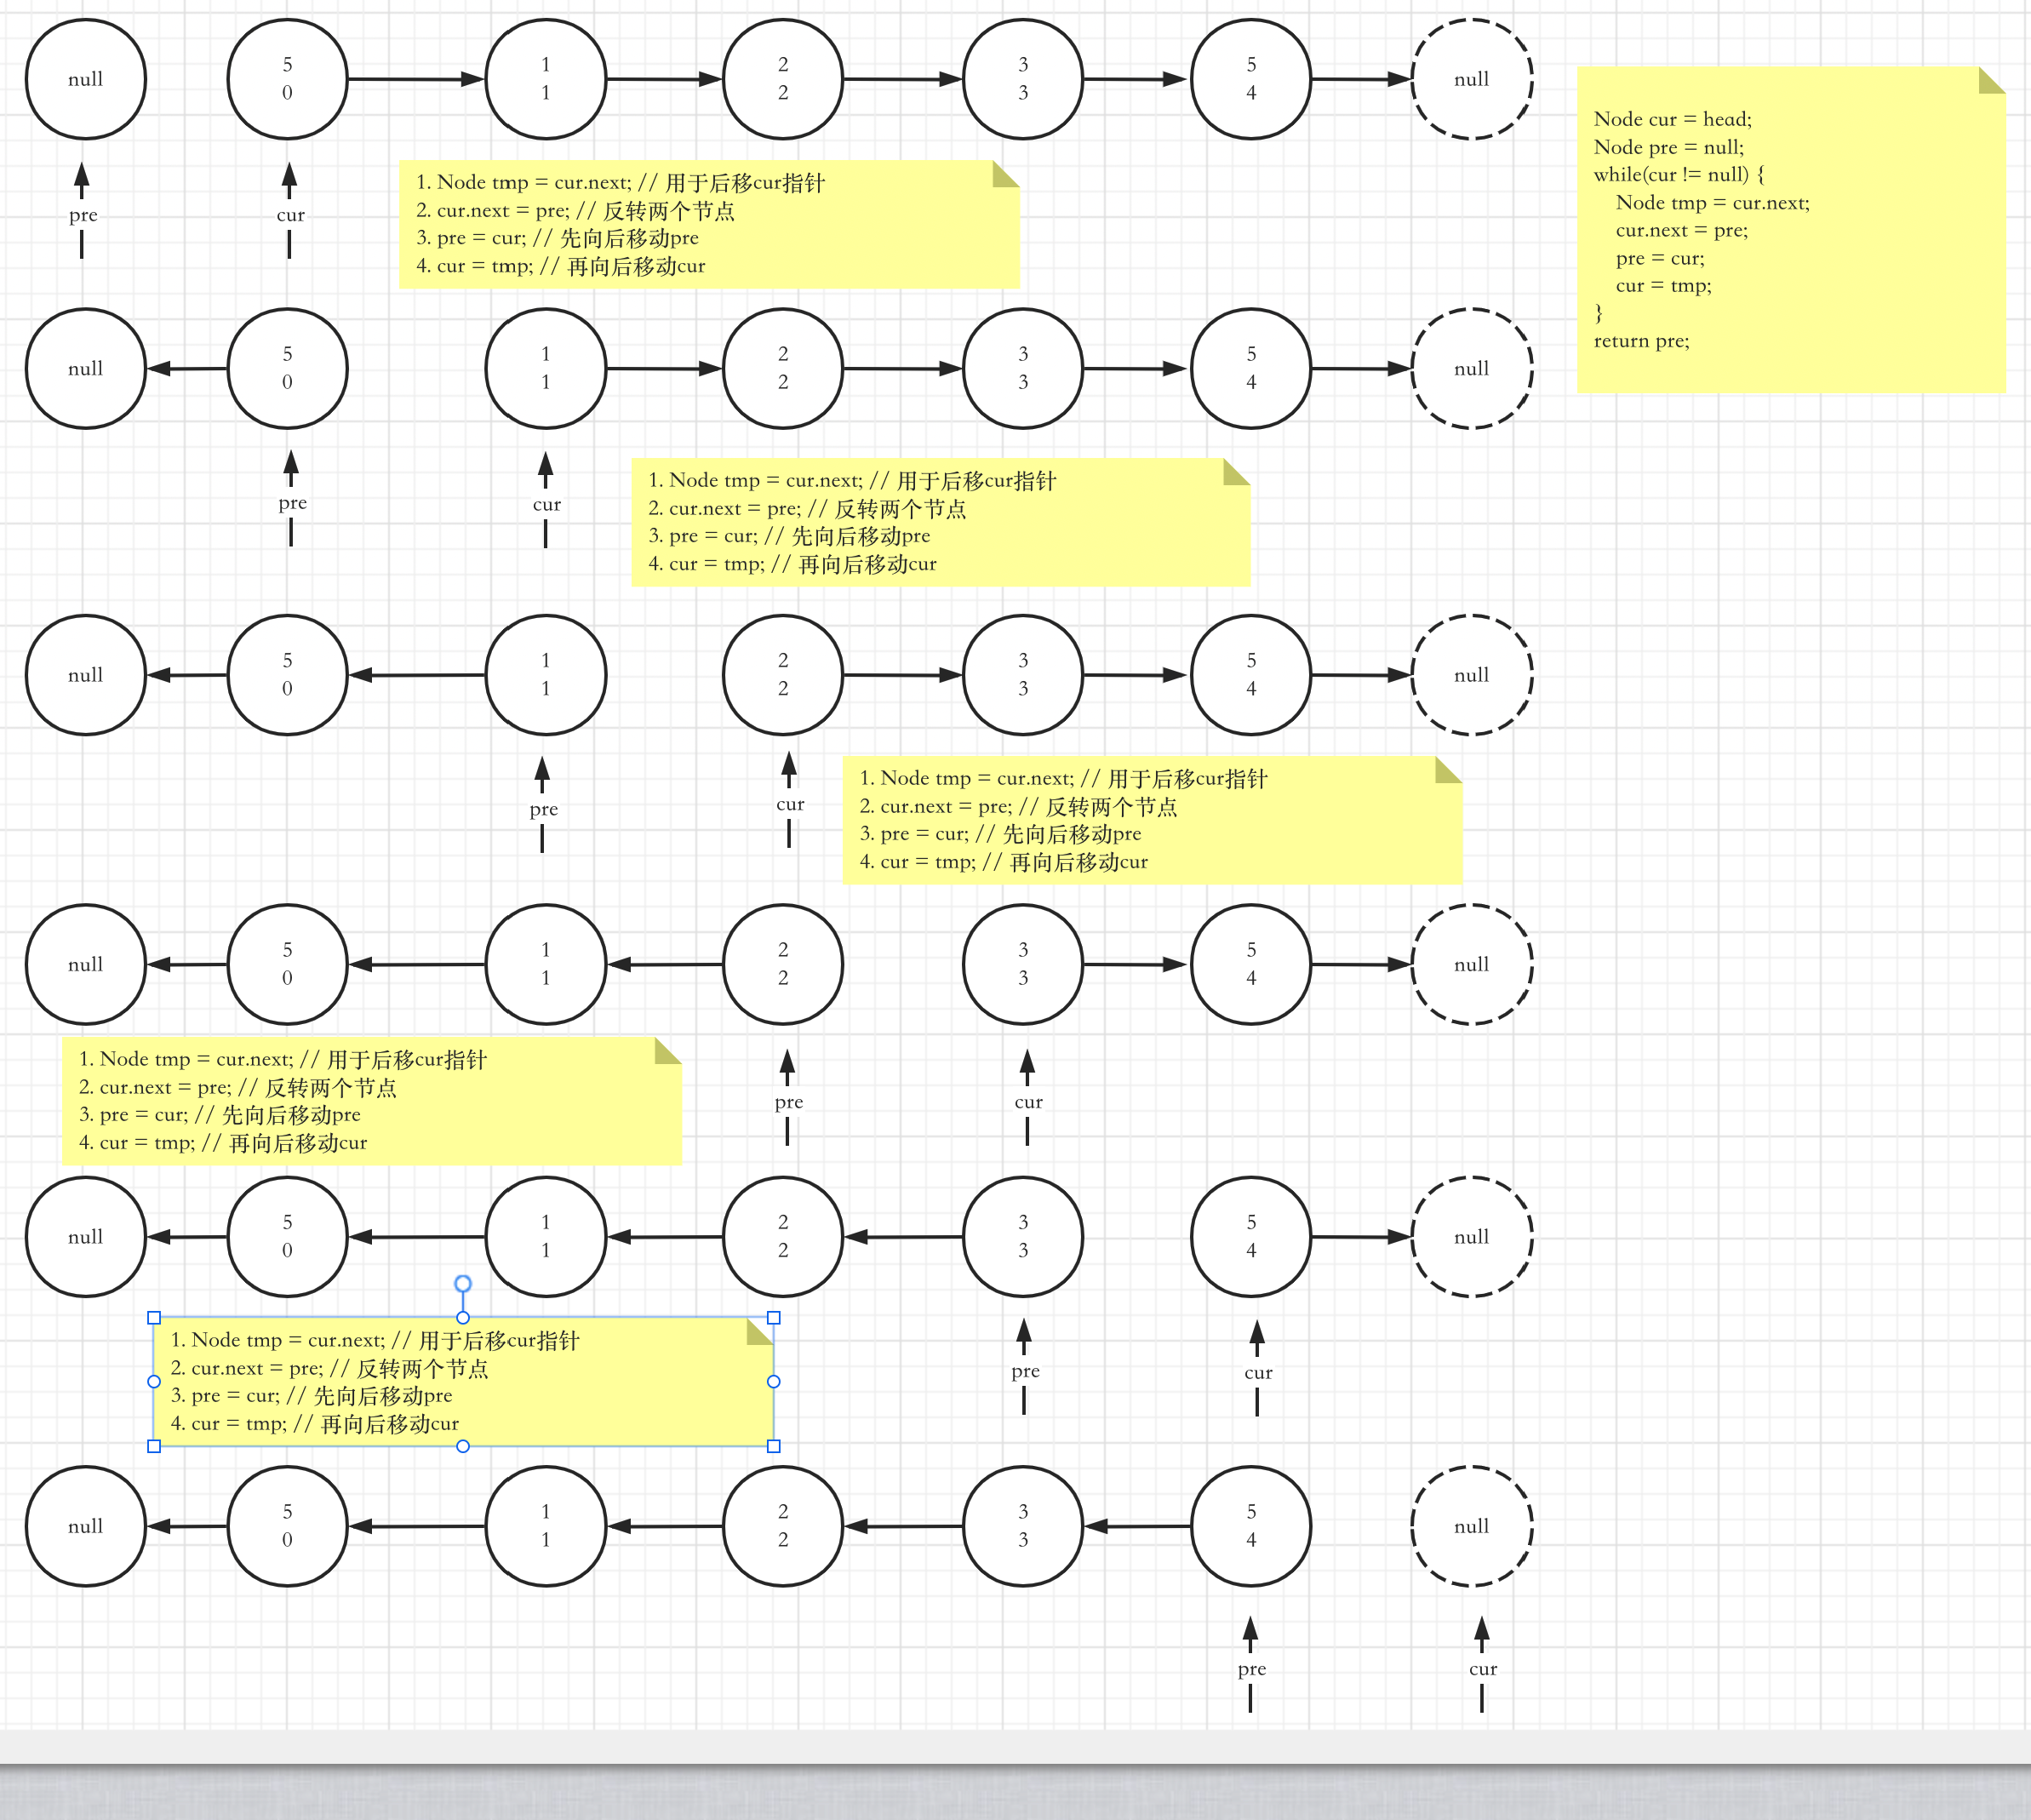 null
5
0
1
1
2
2
3
3
5
4
null
Node cur = head;
Node pre = null;
while(cur != null) {
Node tmp = cur.next;
cur.next = pre;
pre = cur;
cur = tmp;
}
return pre;
pre
cur
1. Node tmp = cur.next; // 用于后移cur指针
2. cur.next = pre; // 反转两个节点
3. pre = cur; // 先向后移动pre
4. cur = tmp; // 再向后移动cur
null
5
0
1
1
2
2
3
3
5
4
null
pre
cur
1. Node tmp = cur.next; // 用于后移cur指针
2. cur.next = pre; // 反转两个节点
3. pre = cur; // 先向后移动pre
4. cur = tmp; // 再向后移动cur
null
5
0
1
1
2
2
3
3
5
4
null
pre
cur
1. Node tmp = cur.next; // 用于后移cur指针
2. cur.next = pre; // 反转两个节点
3. pre = cur; // 先向后移动pre
4. cur = tmp; // 再向后移动cur
null
5
0
1
1
2
2
3
3
5
4
null
1. Node tmp = cur.next; // 用于后移cur指针
2. cur.next = pre; // 反转两个节点
3. pre = cur; // 先向后移动pre
4. cur = tmp; // 再向后移动cur
pre
cur
null
5
0
1
1
2
2
3
3
5
4
null
1. Node tmp = cur.next; // 用于后移cur指针
2. cur.next = pre; // 反转两个节点
3. pre = cur; // 先向后移动pre
4. cur = tmp; // 再向后移动cur
pre
cur
null
5
0
1
1
2
2
3
3
5
4
null
pre
cur